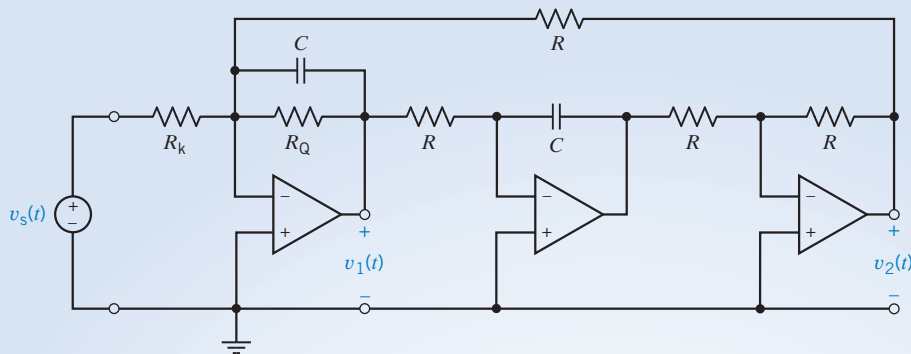 R
C
R_k
R_Q
R
C
R
R
v_s(t)
+
−
−
+
−
+
−
+
+
v_1(t)
−
+
v_2(t)
−